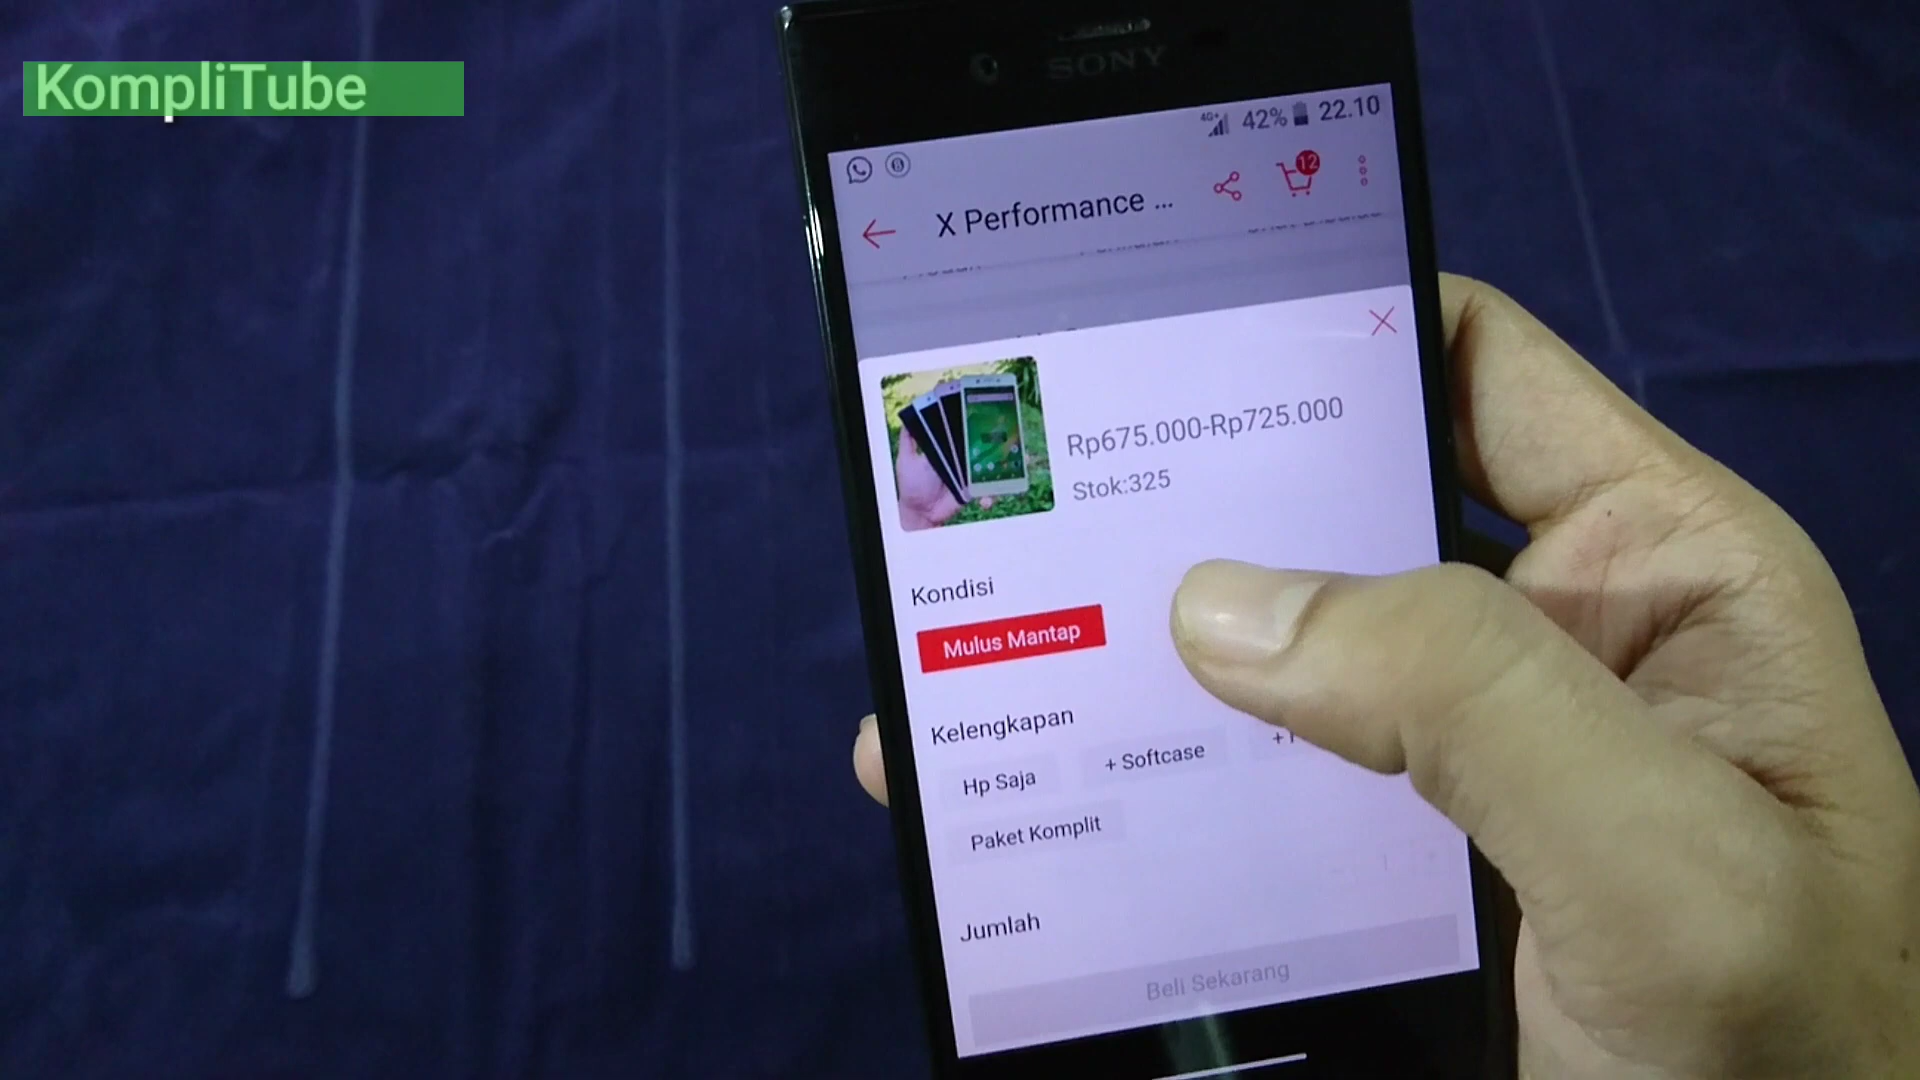 KompliTube
SONY
4G+ 42% 22.10
12
X Performance ...
Rp675.000-Rp725.000
Stok:325
Kondisi
Mulus Mantap
Kelengkapan
Hp Saja
+ Softcase
Paket Komplit
Jumlah
Beli Sekarang